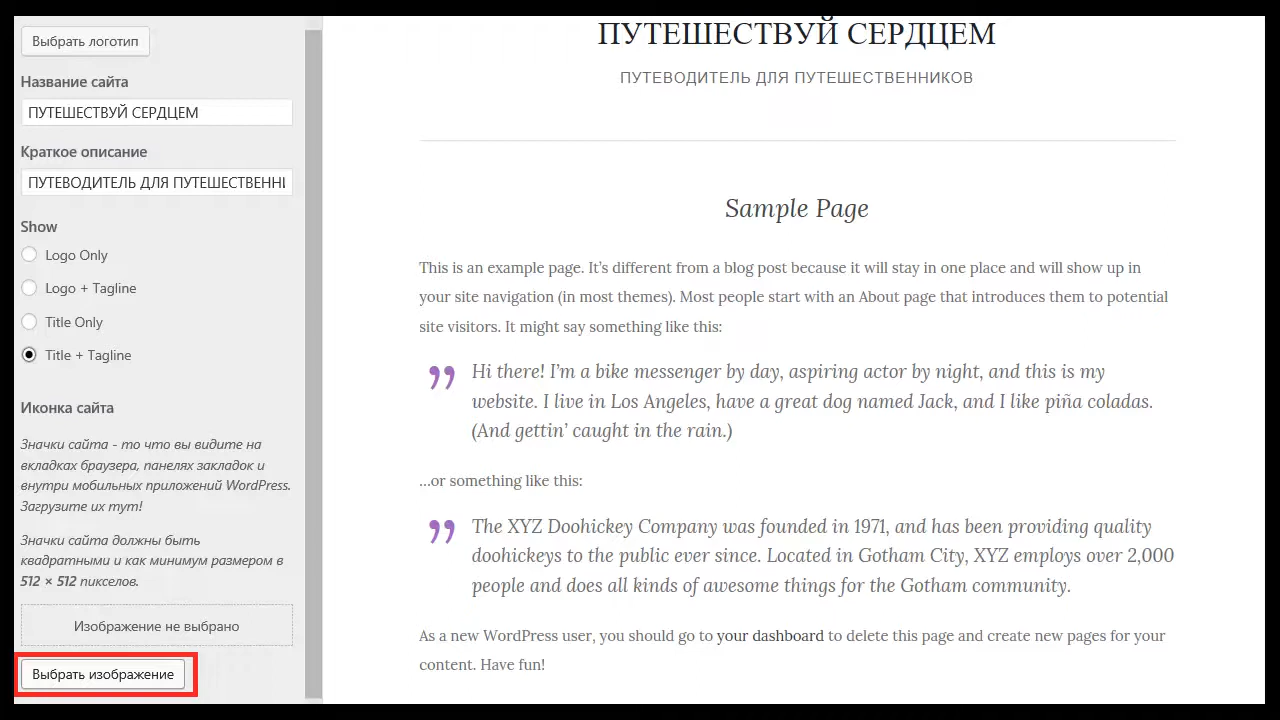 Выбрать логотип
Название сайта
ПУТЕШЕСТВУЙ СЕРДЦЕМ
Краткое описание
ПУТЕВОДИТЕЛЬ ДЛЯ ПУТЕШЕСТВЕНН
Show
Logo Only
Logo + Tagline
Title Only
Title + Tagline
Иконка сайта
Значки сайта - то что вы видите на
вкладках браузера, панелях закладок и
внутри мобильных приложений WordPress.
Загрузите их тут!
Значки сайта должны быть
квадратными и как минимум размером в
512 × 512 пикселов.
Изображение не выбрано
Выбрать изображение
ПУТЕШЕСТВУЙ СЕРДЦЕМ
ПУТЕВОДИТЕЛЬ ДЛЯ ПУТЕШЕСТВЕННИКОВ
Sample Page
This is an example page. It’s different from a blog post because it will stay in one place and will show up in
your site navigation (in most themes). Most people start with an About page that introduces them to potential
site visitors. It might say something like this:
Hi there! I’m a bike messenger by day, aspiring actor by night, and this is my
website. I live in Los Angeles, have a great dog named Jack, and I like piña coladas.
(And gettin’ caught in the rain.)
…or something like this:
The XYZ Doohickey Company was founded in 1971, and has been providing quality
doohickeys to the public ever since. Located in Gotham City, XYZ employs over 2,000
people and does all kinds of awesome things for the Gotham community.
As a new WordPress user, you should go to your dashboard to delete this page and create new pages for your
content. Have fun!